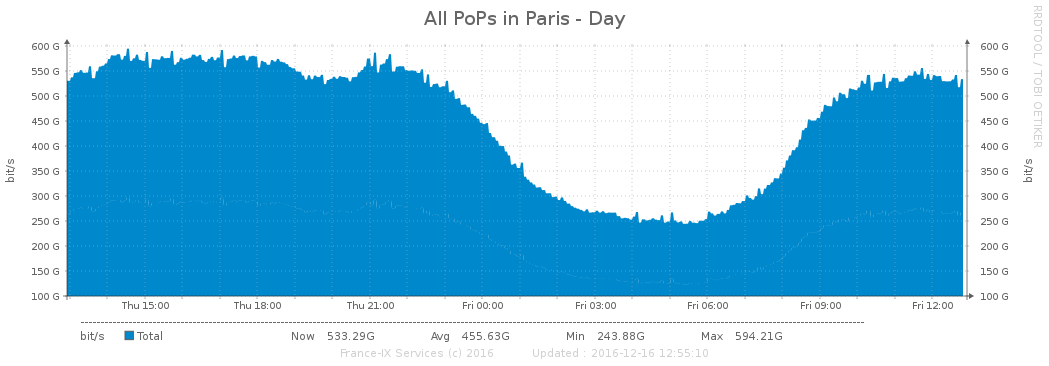 All PoPs in Paris - Day
RRDTOOL / TOBI OETIKER
600 G 600 G
550 G 550 G
500 G 500 G
450 G 450 G
400 G 400 G
350 G 350 G
300 G 300 G
250 G 250 G
200 G 200 G
150 G 150 G
100 G 100 G
bit/s bit/s
Thu 15:00 Thu 18:00 Thu 21:00 Fri 00:00 Fri 03:00 Fri 06:00 Fri 09:00 Fri 12:00
bit/s Total Now 533.29G Avg 455.63G Min 243.88G Max 594.21G
France-IX Services (c) 2016 Updated : 2016-12-16 12:55:10